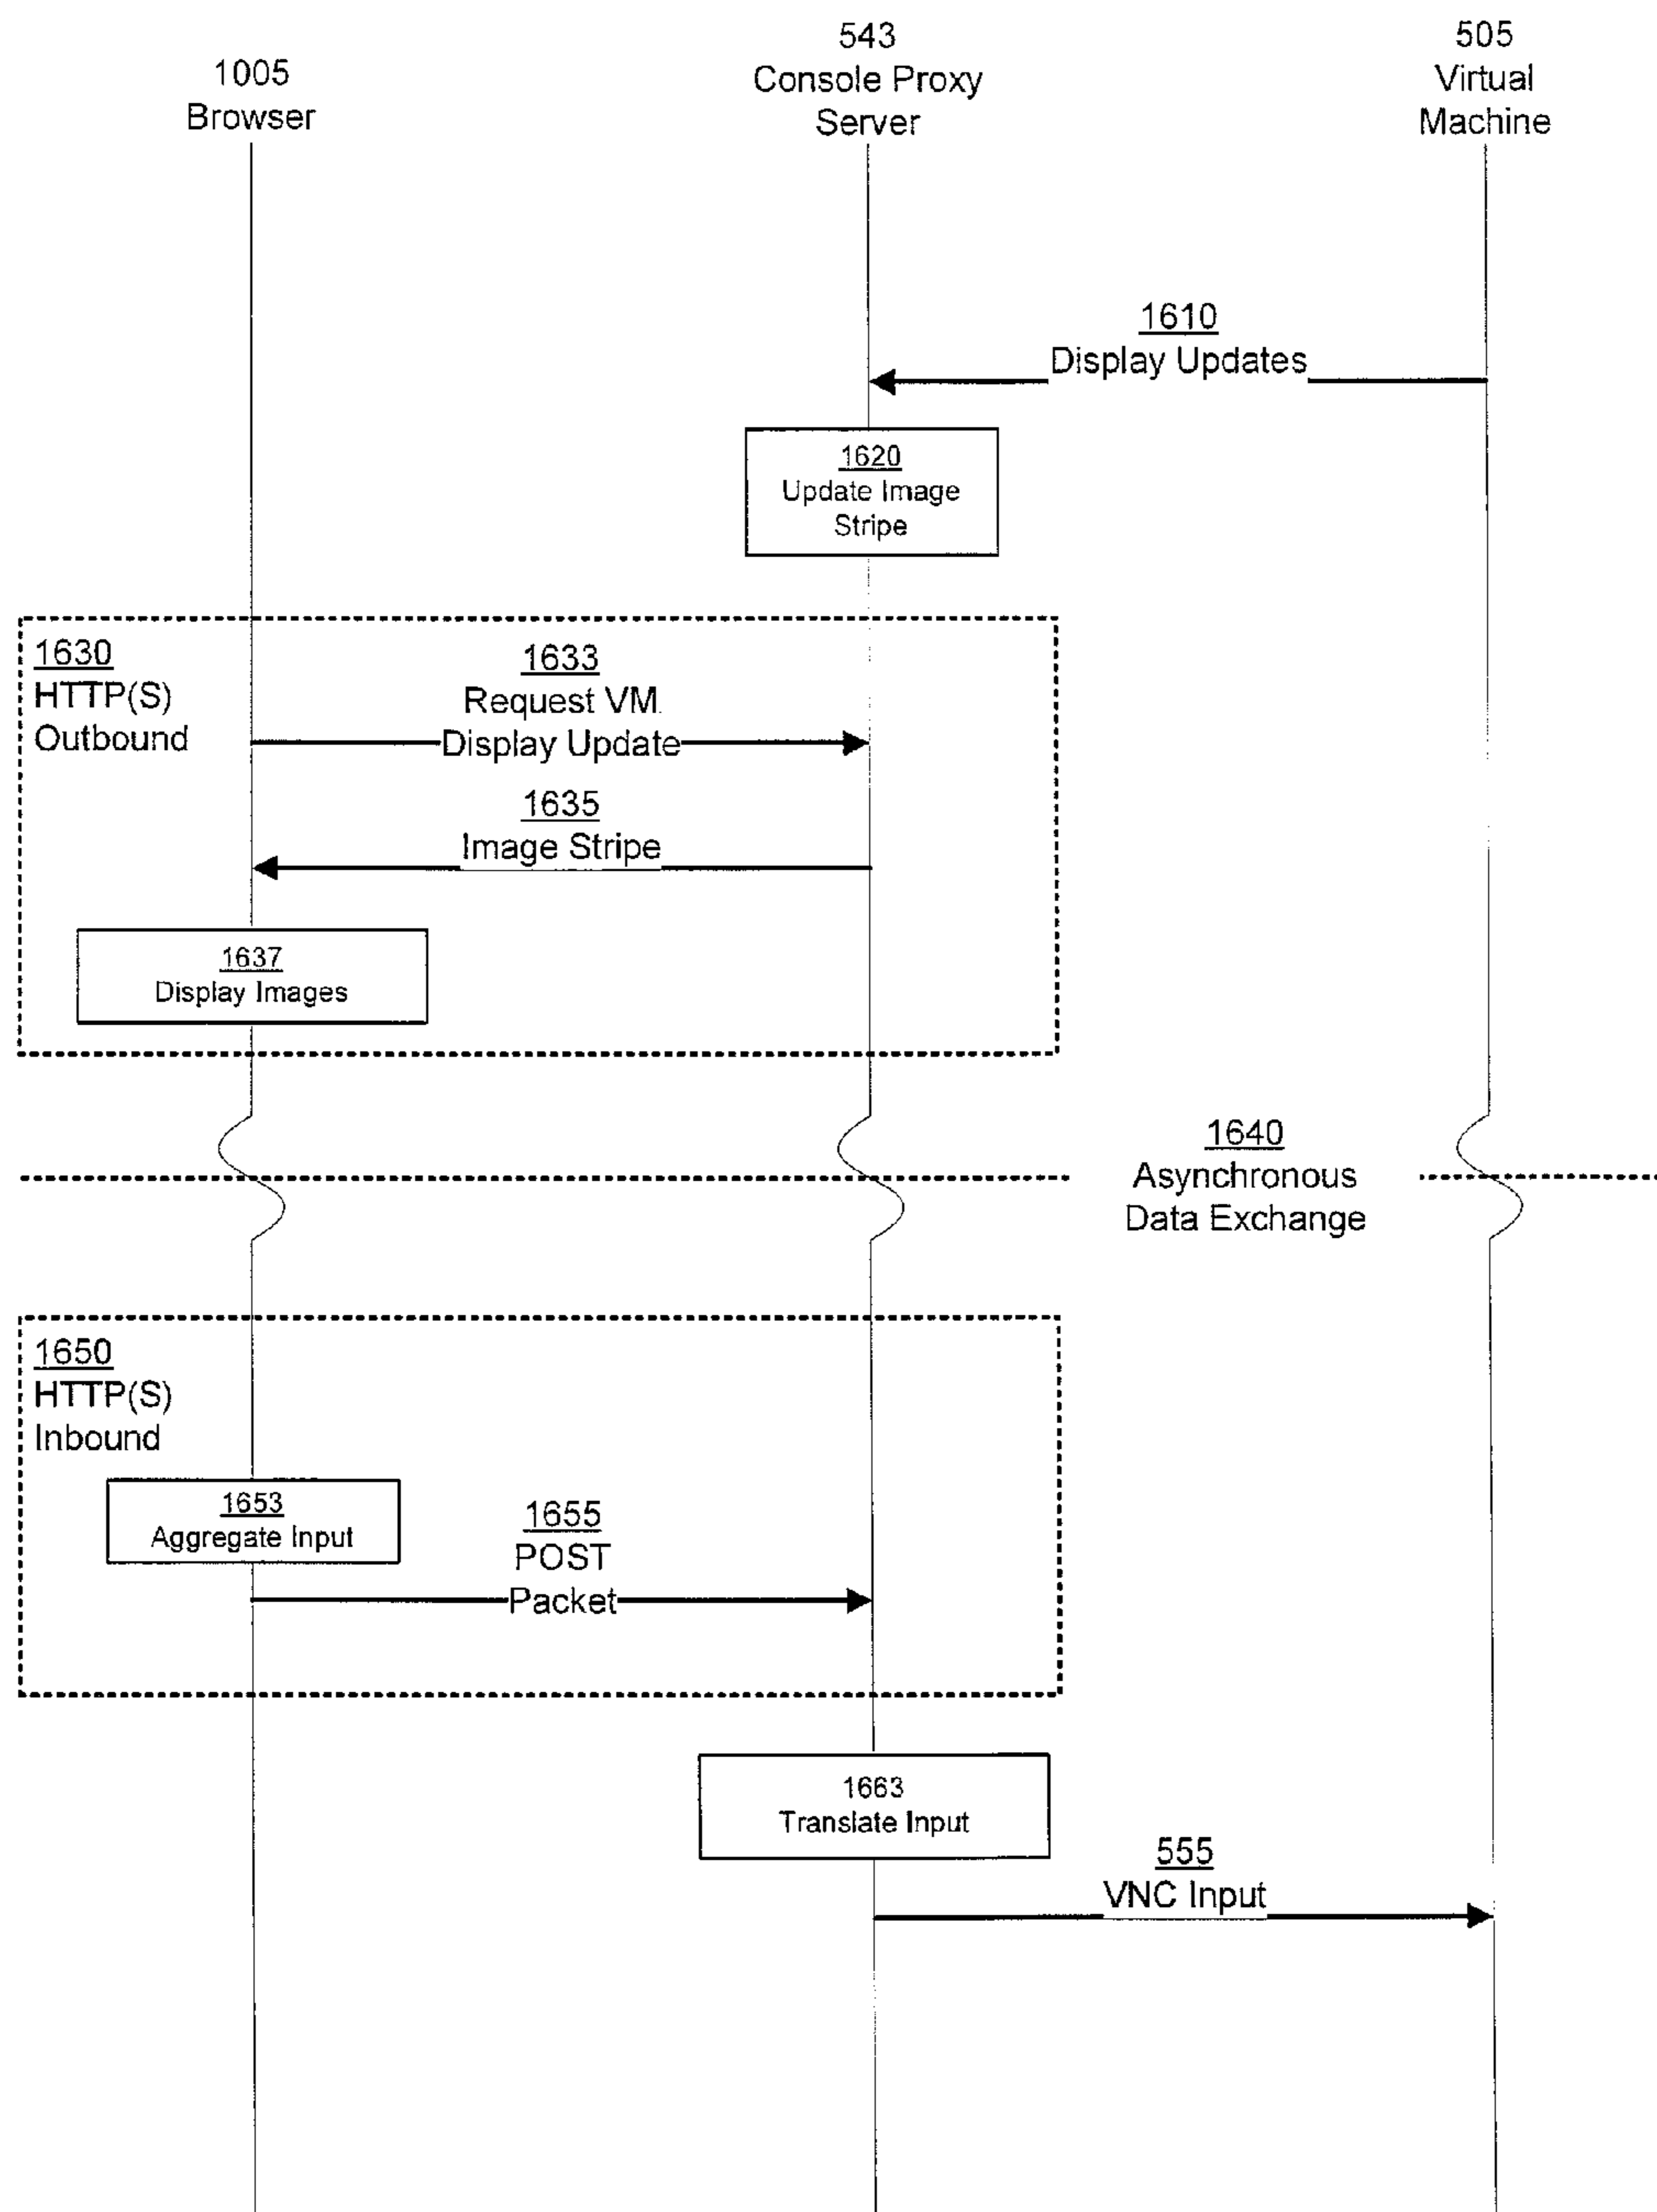 1005
Browser
543
Console Proxy
Server
505
Virtual
Machine
1610
Display Updates
1620
Update Image
Stripe
1630
HTTP(S)
Outbound
1633
Request VM
Display Update
1635
Image Stripe
1637
Display Images
1640
Asynchronous
Data Exchange
1650
HTTP(S)
Inbound
1653
Aggregate Input
1655
POST
Packet
1663
Translate Input
555
VNC Input